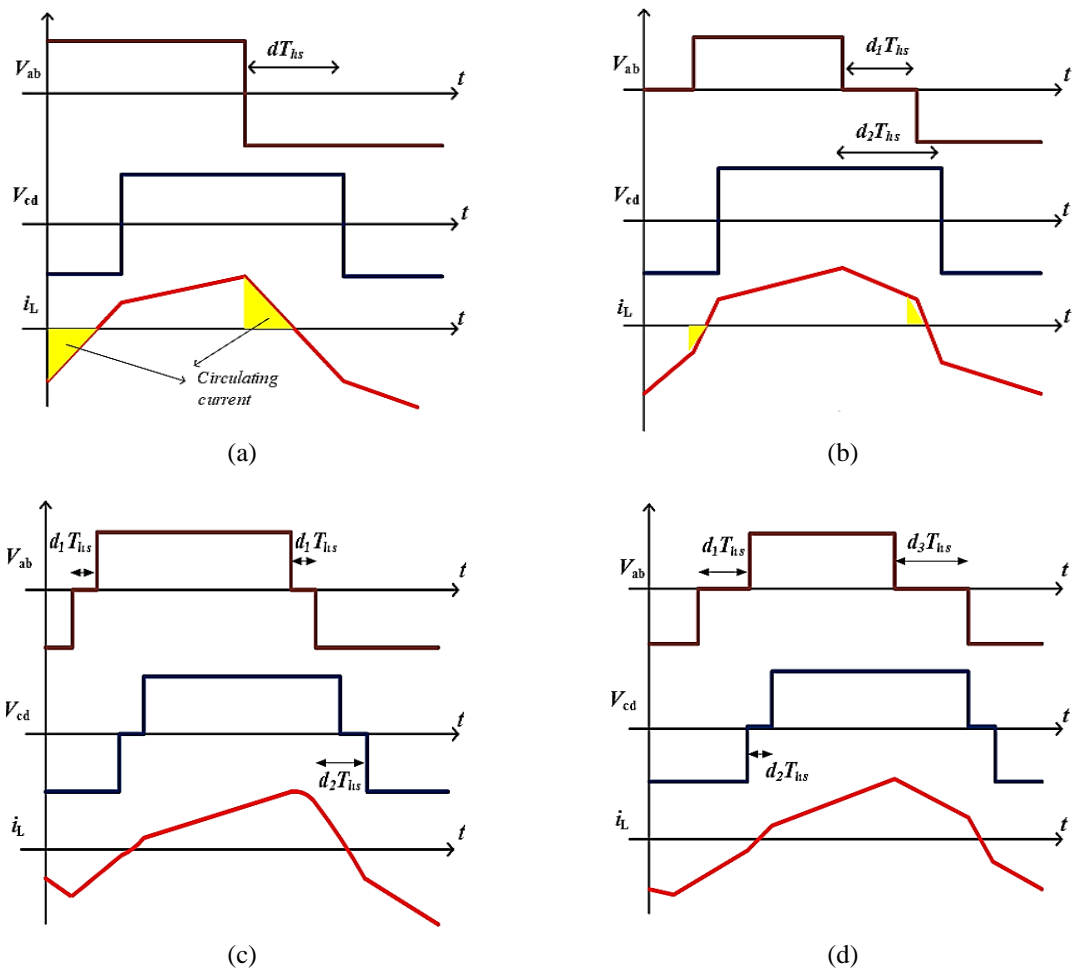 dT_hs
V_ab
t
V_cd
t
i_L
t
Circulating
current
(a)
d_1T_hs
V_ab
t
d_2T_hs
V_cd
t
i_L
t
(b)
d_1T_hs
d_1T_hs
V_ab
t
V_cd
t
d_2T_hs
i_L
t
(c)
d_1T_hs
d_3T_hs
V_ab
t
V_cd
t
d_2T_hs
i_L
t
(d)